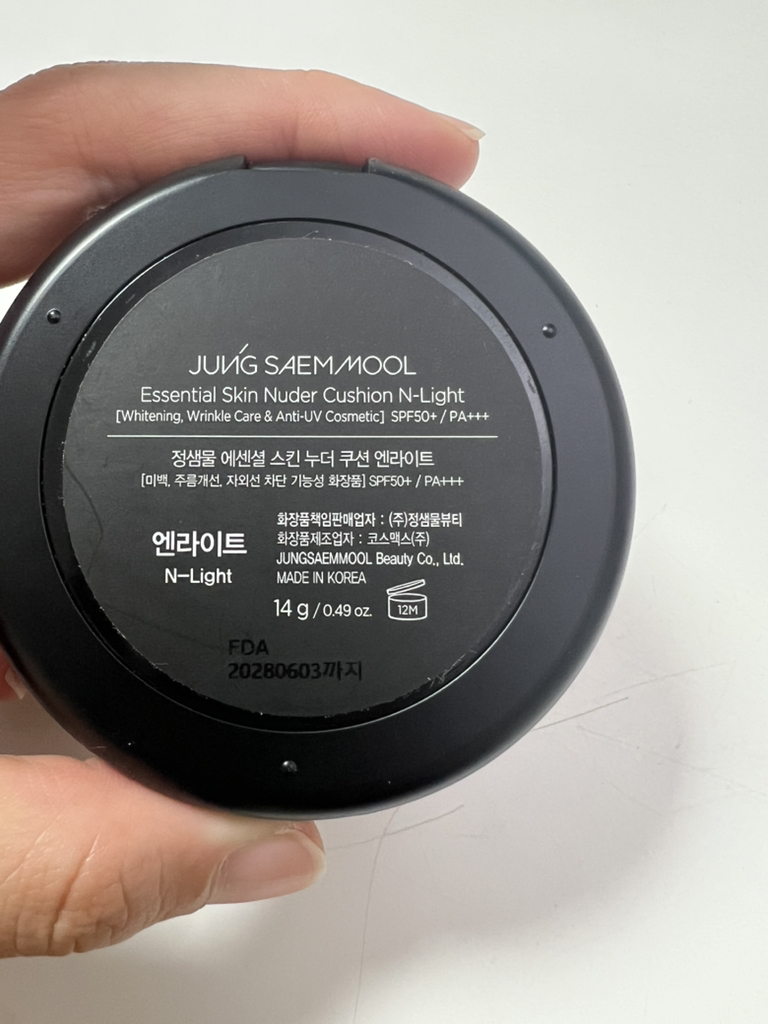 JUNG SAEMMOOL
Essential Skin Nuder Cushion N-Light
[Whitening, Wrinkle Care & Anti-UV Cosmetic] SPF50+ / PA+++
정샘물 에센셜 스킨 누더 쿠션 엔라이트
[미백, 주름개선, 자외선 차단 기능성 화장품] SPF50+ / PA+++
엔라이트
N-Light
화장품책임판매업자 : (주)정샘물뷰티
화장품제조업자 : 코스맥스(주)
JUNGSAEMMOOL Beauty Co., Ltd.
MADE IN KOREA
14 g / 0.49 oz.
12M
FDA
20280603까지